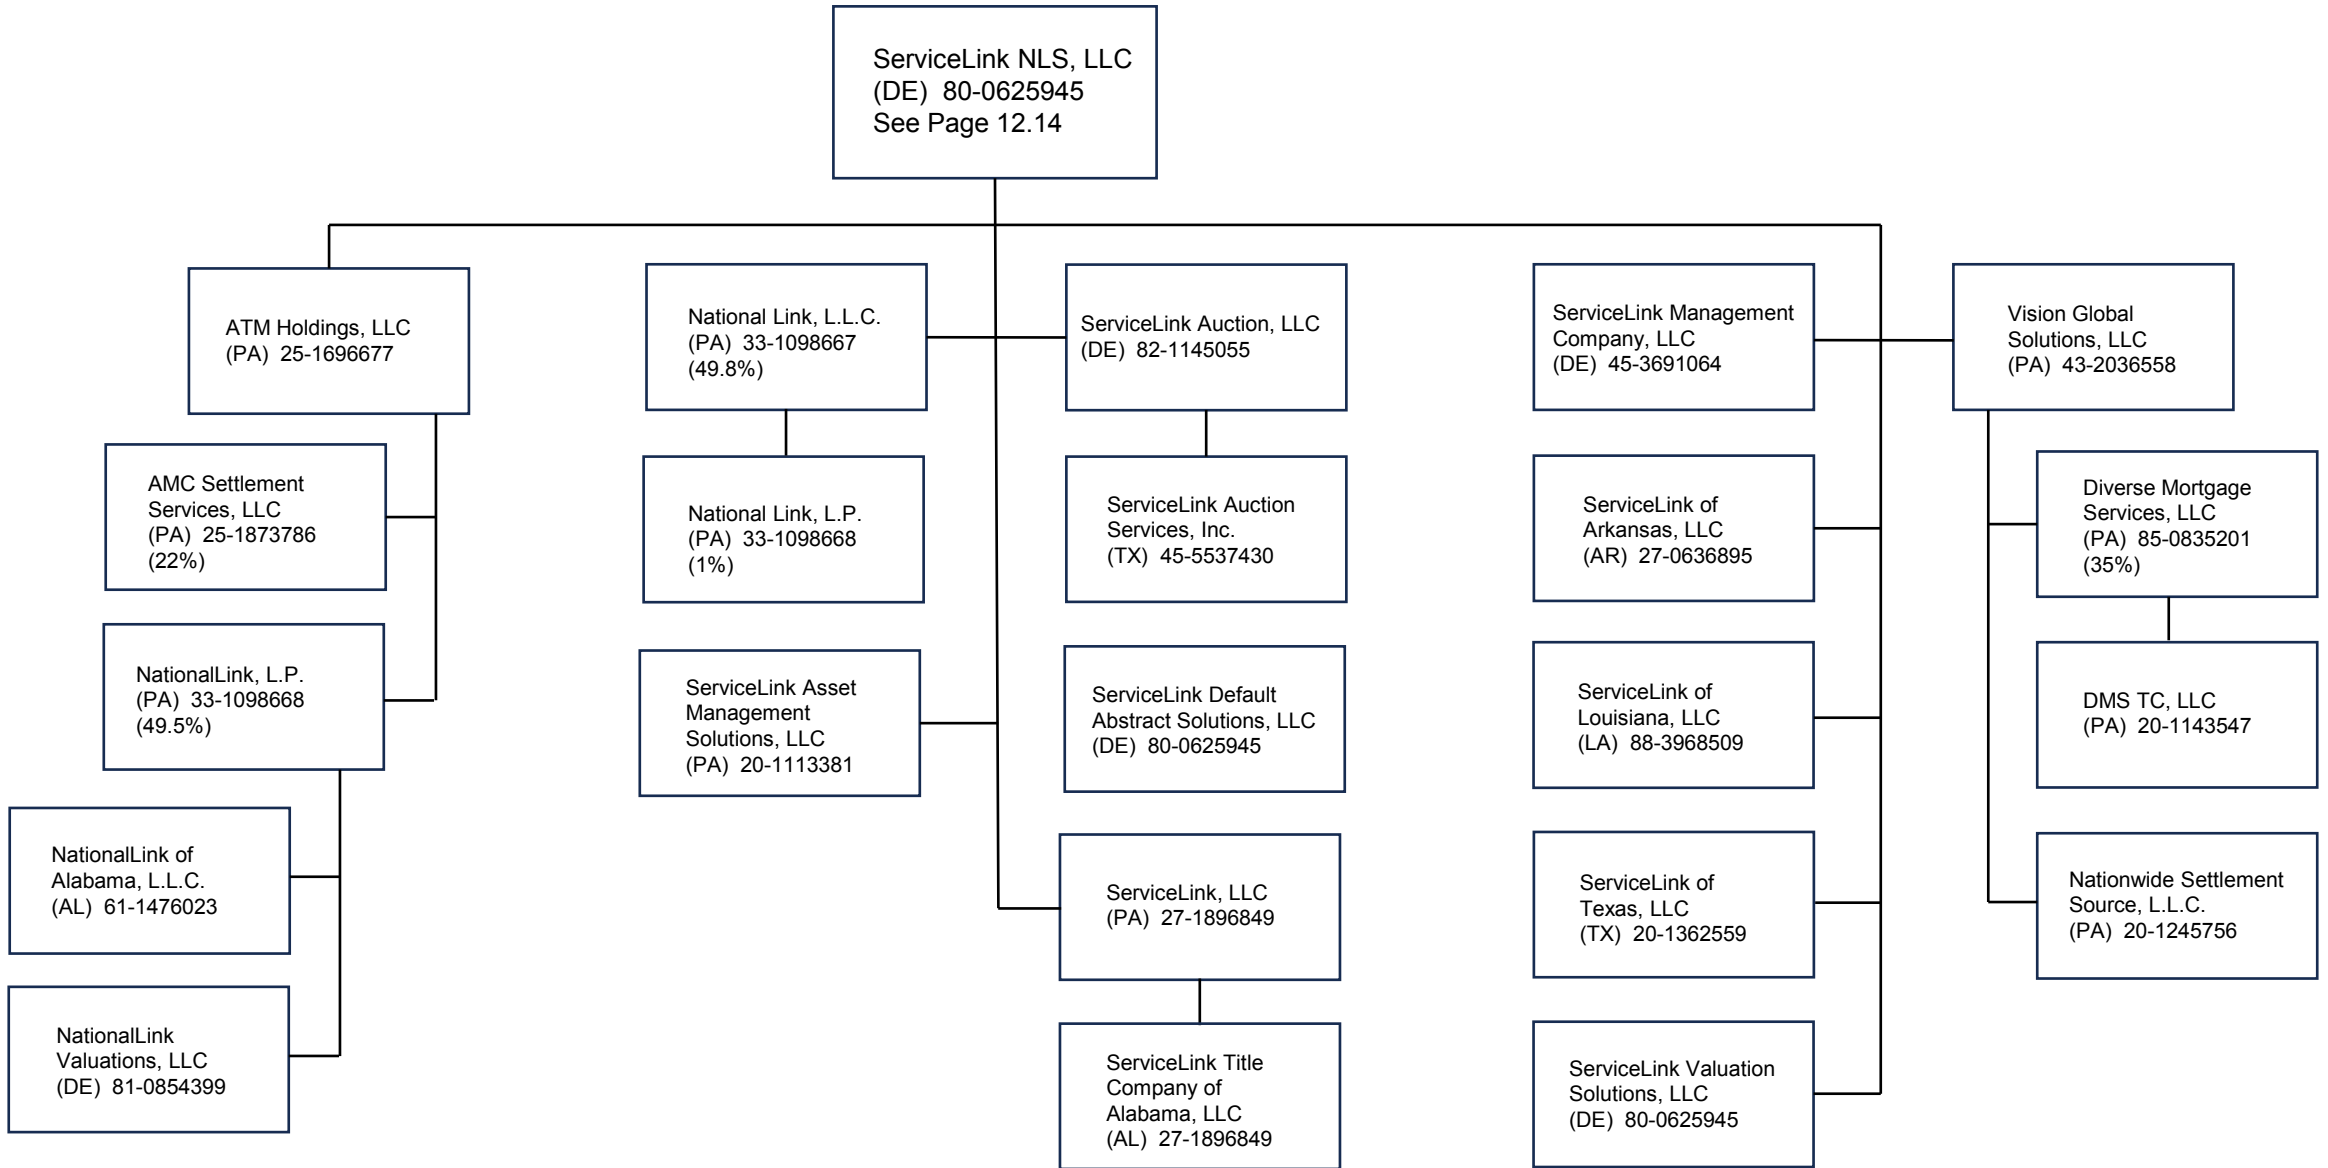 ServiceLink NLS, LLC
(DE) 80-0625945
See Page 12.14
ATM Holdings, LLC
(PA) 25-1696677
AMC Settlement
Services, LLC
(PA) 25-1873786
(22%)
NationalLink, L.P.
(PA) 33-1098668
(49.5%)
NationalLink of
Alabama, L.L.C.
(AL) 61-1476023
NationalLink
Valuations, LLC
(DE) 81-0854399
National Link, L.L.C.
(PA) 33-1098667
(49.8%)
National Link, L.P.
(PA) 33-1098668
(1%)
ServiceLink Asset
Management
Solutions, LLC
(PA) 20-1113381
ServiceLink Auction, LLC
(DE) 82-1145055
ServiceLink Auction
Services, Inc.
(TX) 45-5537430
ServiceLink Default
Abstract Solutions, LLC
(DE) 80-0625945
ServiceLink, LLC
(PA) 27-1896849
ServiceLink Title
Company of
Alabama, LLC
(AL) 27-1896849
ServiceLink Management
Company, LLC
(DE) 45-3691064
ServiceLink of
Arkansas, LLC
(AR) 27-0636895
ServiceLink of
Louisiana, LLC
(LA) 88-3968509
ServiceLink of
Texas, LLC
(TX) 20-1362559
ServiceLink Valuation
Solutions, LLC
(DE) 80-0625945
Vision Global
Solutions, LLC
(PA) 43-2036558
Diverse Mortgage
Services, LLC
(PA) 85-0835201
(35%)
DMS TC, LLC
(PA) 20-1143547
Nationwide Settlement
Source, L.L.C.
(PA) 20-1245756